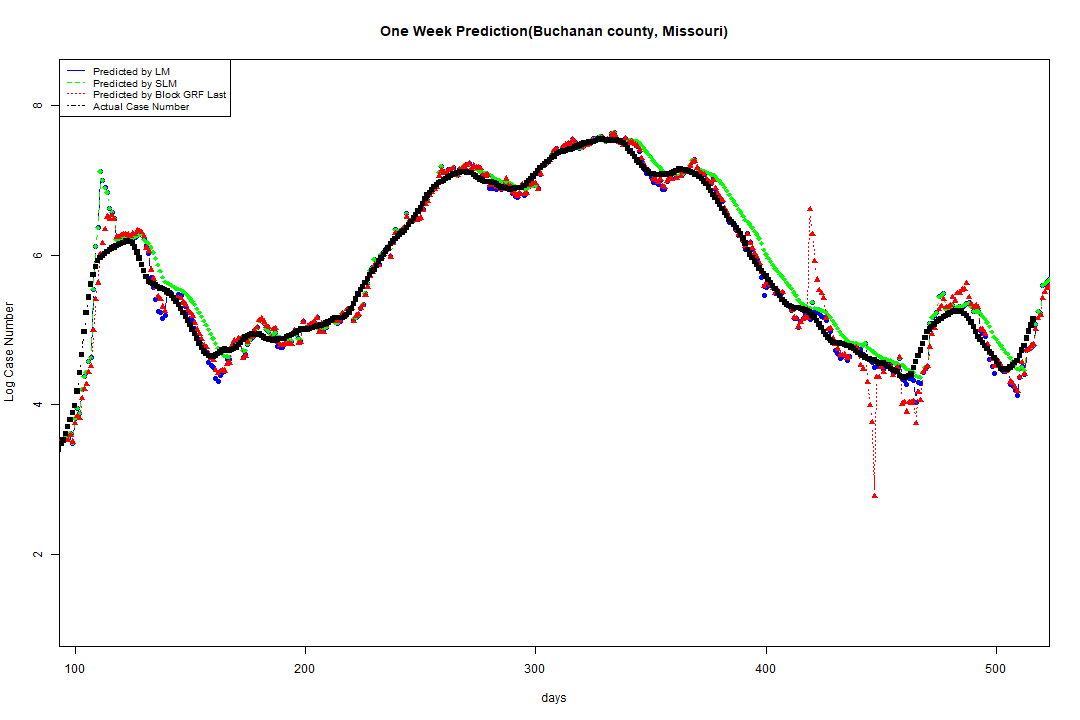 One Week Prediction(Buchanan county, Missouri)
Predicted by LM
Predicted by SLM
Predicted by Block GRF Last
Actual Case Number
8
6
4
2
Log Case Number
100 200 300 400 500
days